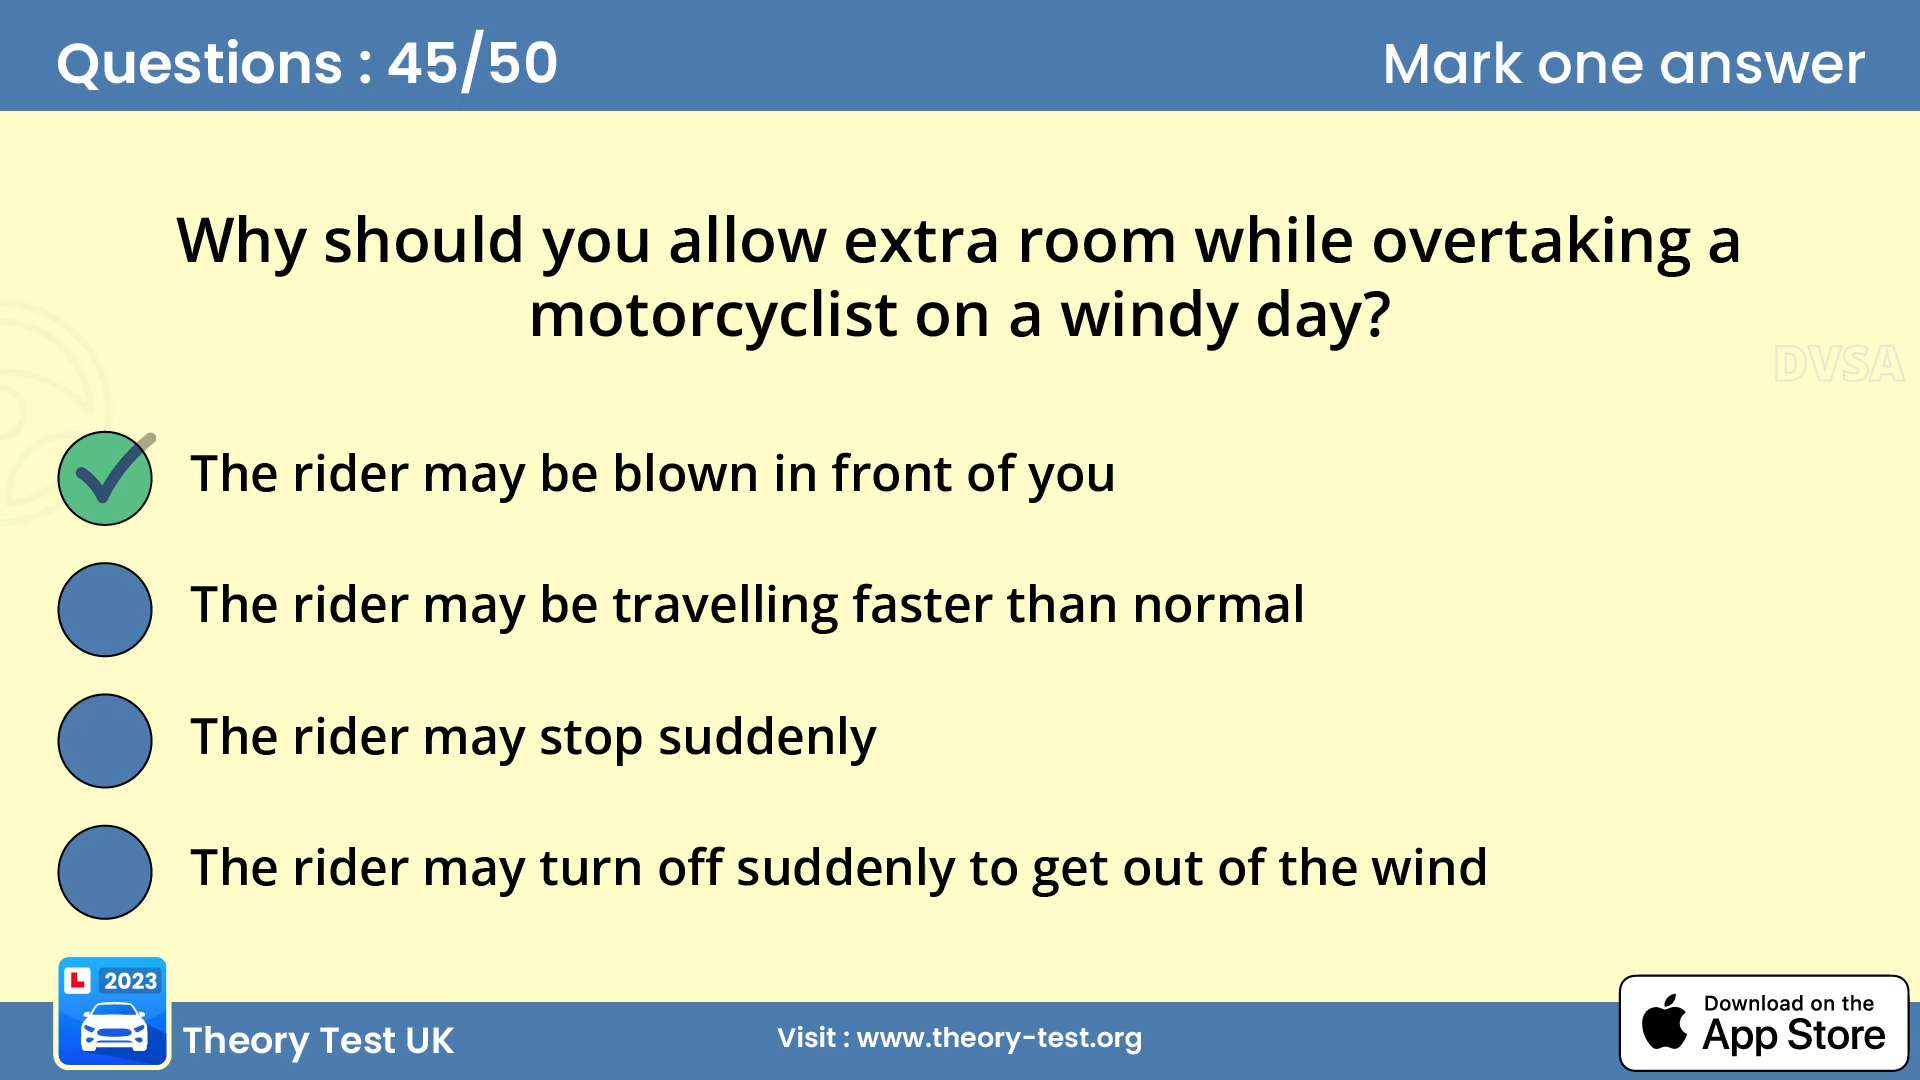 Questions : 45/50
Mark one answer
Why should you allow extra room while overtaking a
motorcyclist on a windy day?
DVSA
The rider may be blown in front of you
The rider may be travelling faster than normal
The rider may stop suddenly
The rider may turn off suddenly to get out of the wind
L 2023
Theory Test UK
Visit : www.theory-test.org
Download on the
App Store